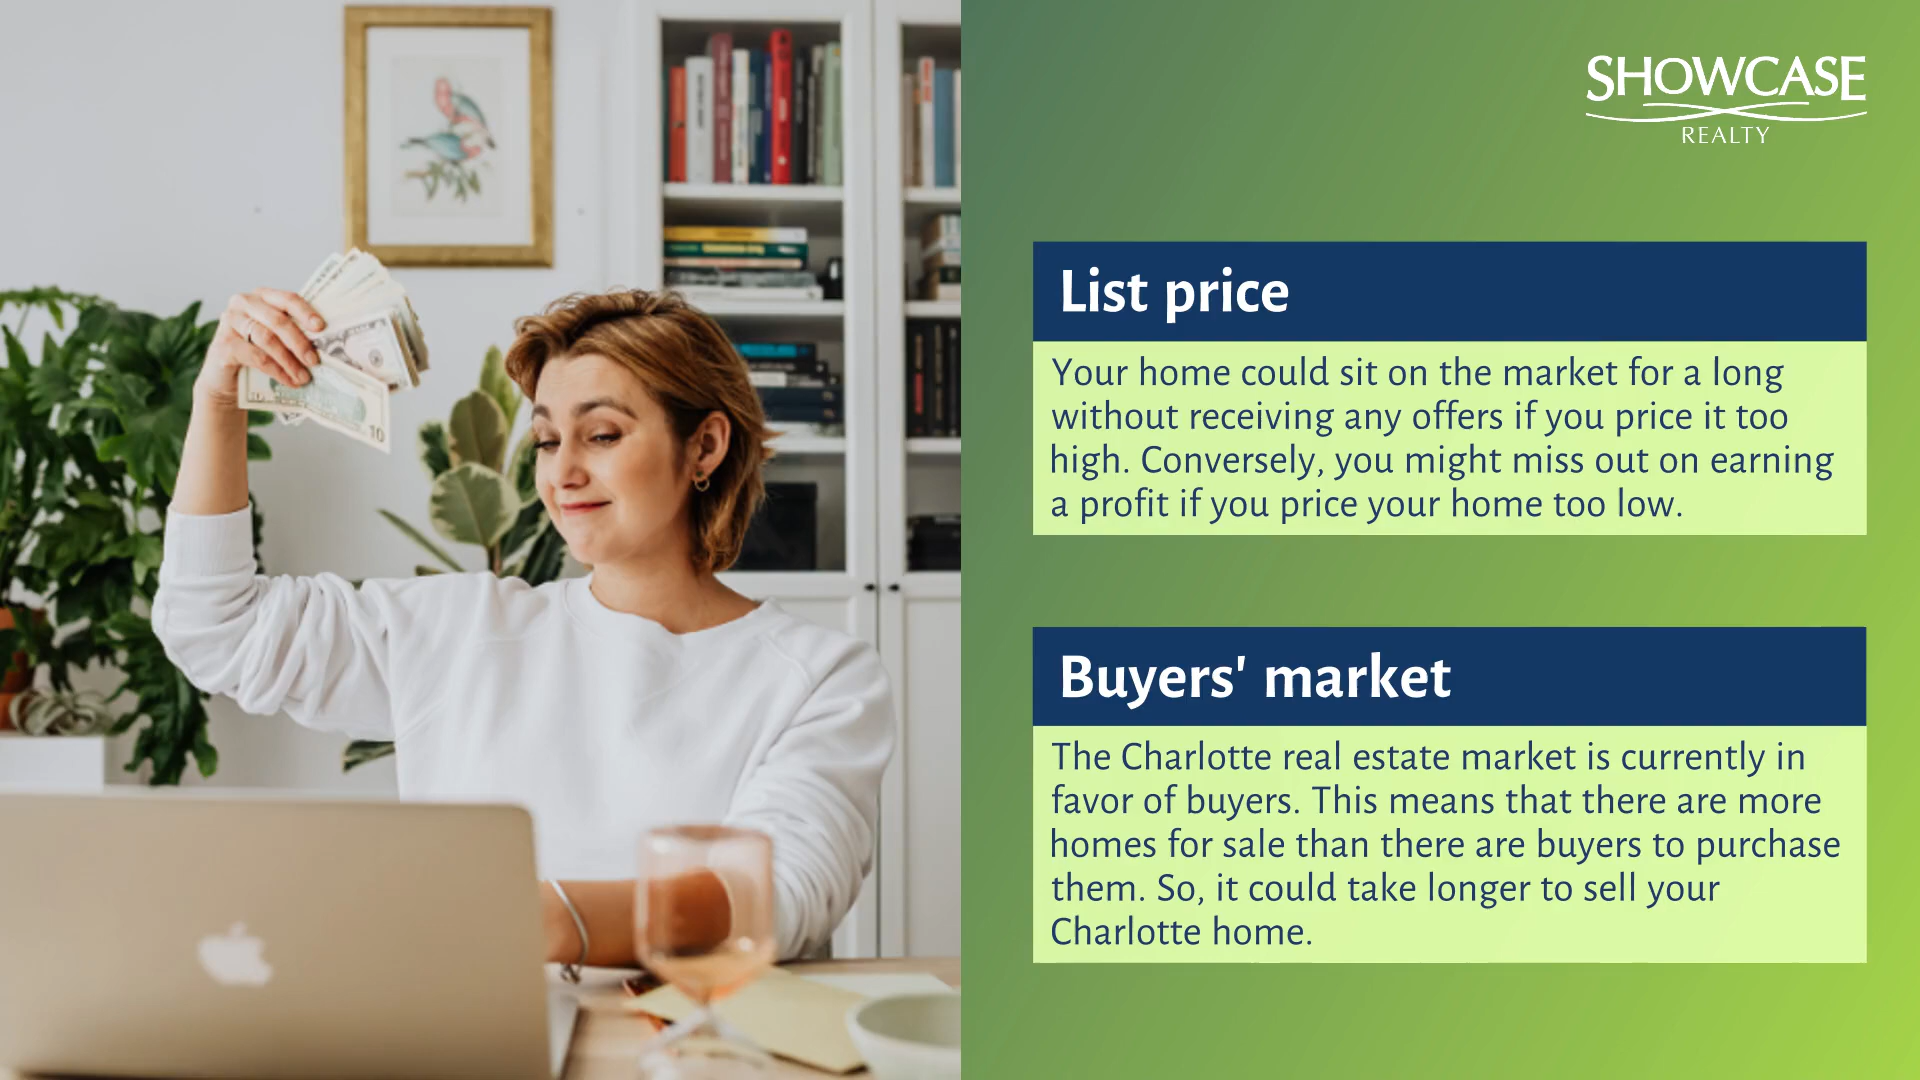 SHOWCASE
REALTY
List price
Your home could sit on the market for a long
without receiving any offers if you price it too
high. Conversely, you might miss out on earning
a profit if you price your home too low.
Buyers' market
The Charlotte real estate market is currently in
favor of buyers. This means that there are more
homes for sale than there are buyers to purchase
them. So, it could take longer to sell your
Charlotte home.
10